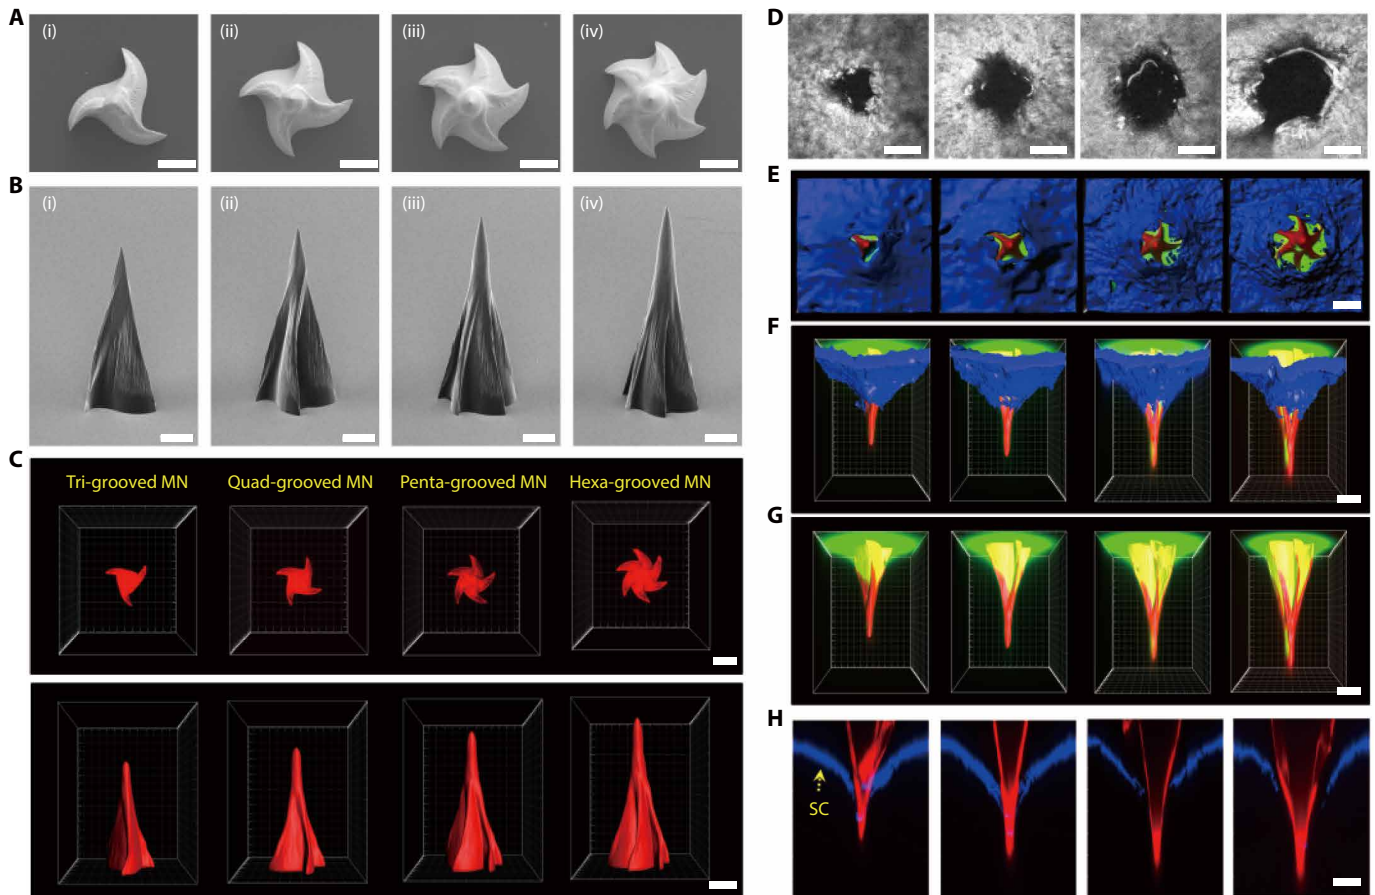 A
(i)
(ii)
(iii)
(iv)
B
(i)
(ii)
(iii)
(iv)
C
Tri-grooved MN
Quad-grooved MN
Penta-grooved MN
Hexa-grooved MN
D
E
F
G
H
SC